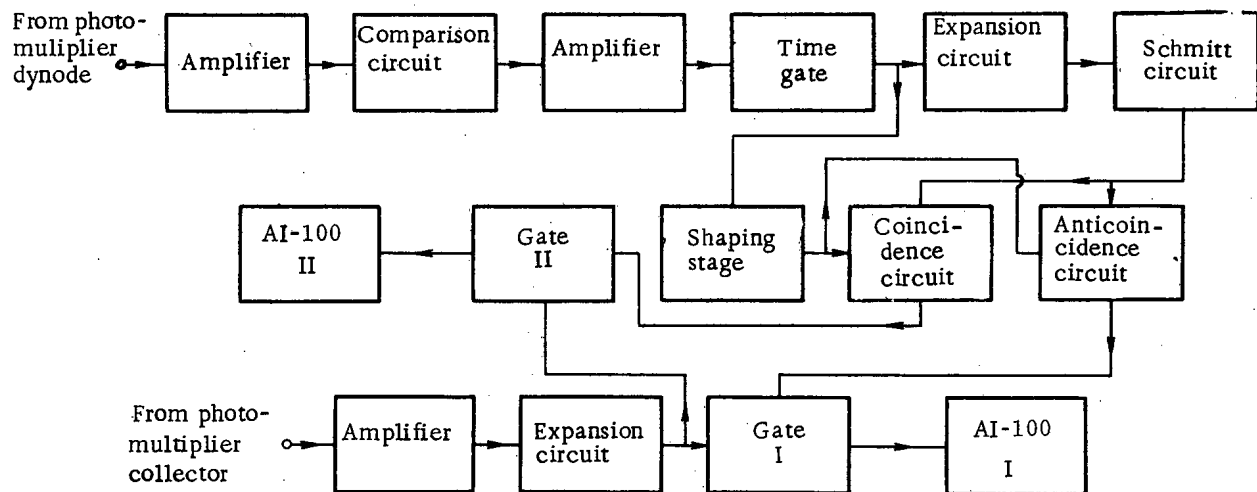 From photo-
muliplier
dynode
Amplifier
Comparison
circuit
Amplifier
Time
gate
Expansion
circuit
Schmitt
circuit
AI-100
II
Gate
II
Shaping
stage
Coinci-
dence
circuit
Anticoin-
cidence
circuit
From photo-
multiplier
collector
Amplifier
Expansion
circuit
Gate
I
AI-100
I